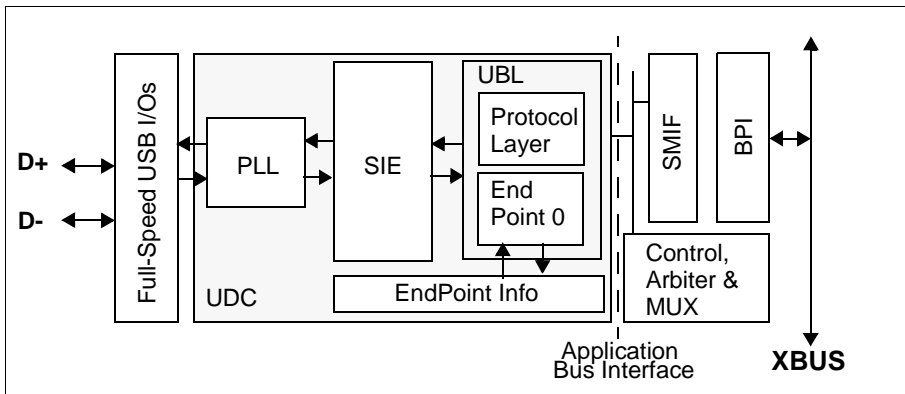 D+
D-
Full-Speed USB I/Os
UDC
PLL
SIE
UBL
Protocol
Layer
End
Point 0
EndPoint Info
SMIF
BPI
Control,
Arbiter &
MUX
Application
Bus Interface
XBUS